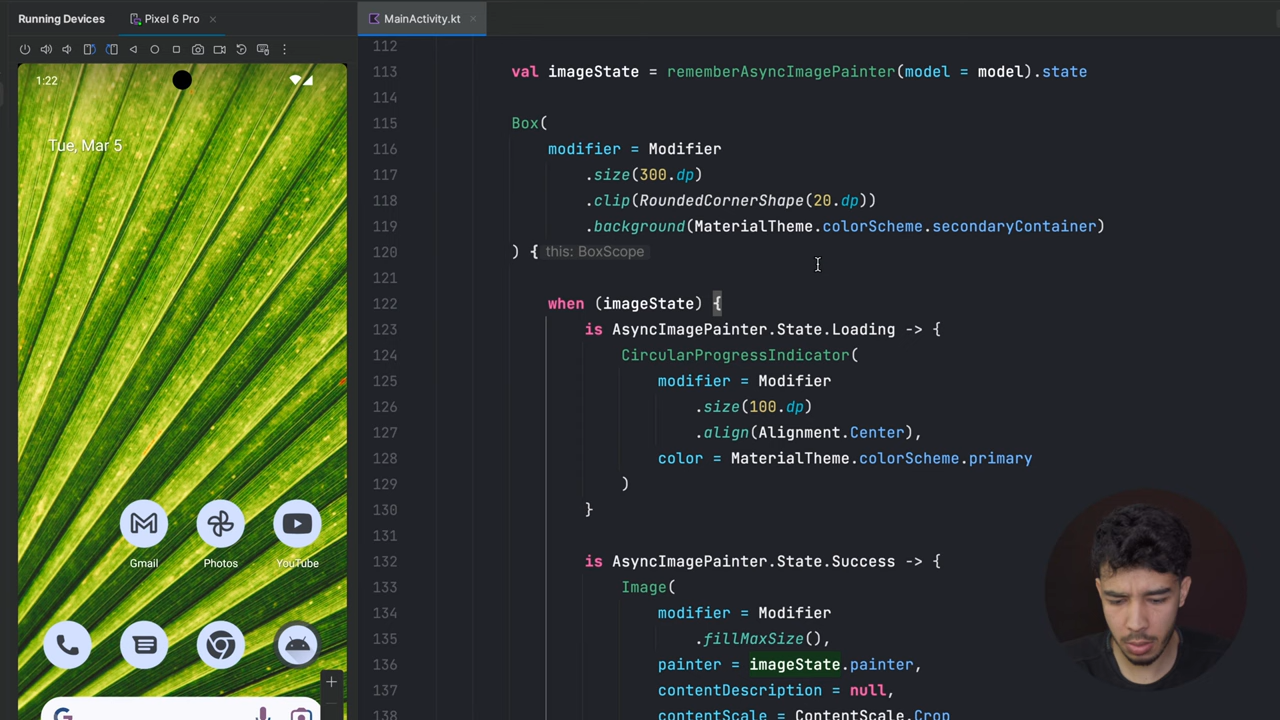 Running Devices
Pixel 6 Pro
MainActivity.kt
1:22
Tue, Mar 5
Gmail
Photos
YouTube
112
113 val imageState = rememberAsyncImagePainter(model = model).state
114
115 Box(
116 modifier = Modifier
117 .size(300.dp)
118 .clip(RoundedCornerShape(20.dp))
119 .background(MaterialTheme.colorScheme.secondaryContainer)
120 ) { this: BoxScope
121
122 when (imageState) {
123 is AsyncImagePainter.State.Loading -> {
124 CircularProgressIndicator(
125 modifier = Modifier
126 .size(100.dp)
127 .align(Alignment.Center),
128 color = MaterialTheme.colorScheme.primary
129 )
130 }
131
132 is AsyncImagePainter.State.Success -> {
133 Image(
134 modifier = Modifier
135 .fillMaxSize(),
136 painter = imageState.painter,
137 contentDescription = null,
138 contentScale = ContentScale.Crop